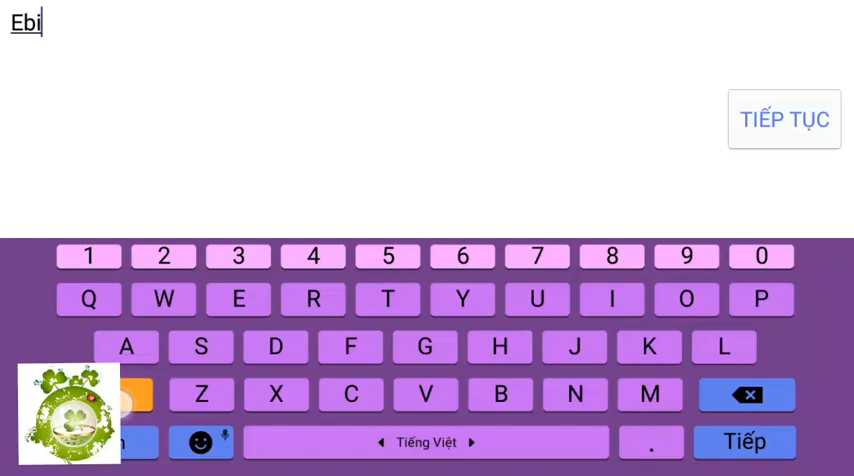 Ebi
TIẾP TỤC
1 2 3 4 5 6 7 8 9 0
Q W E R T Y U I O P
A S D F G H J K L
Z X C V B N M
Tiếng Việt . Tiếp